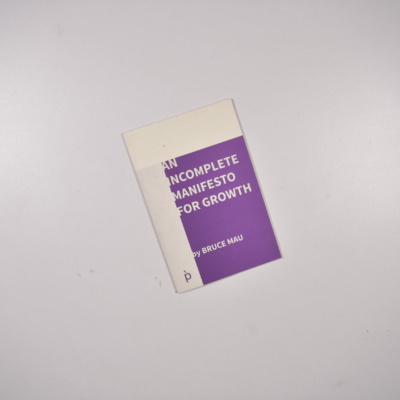 AN
INCOMPLETE
MANIFESTO
FOR GROWTH
by BRUCE MAU
p